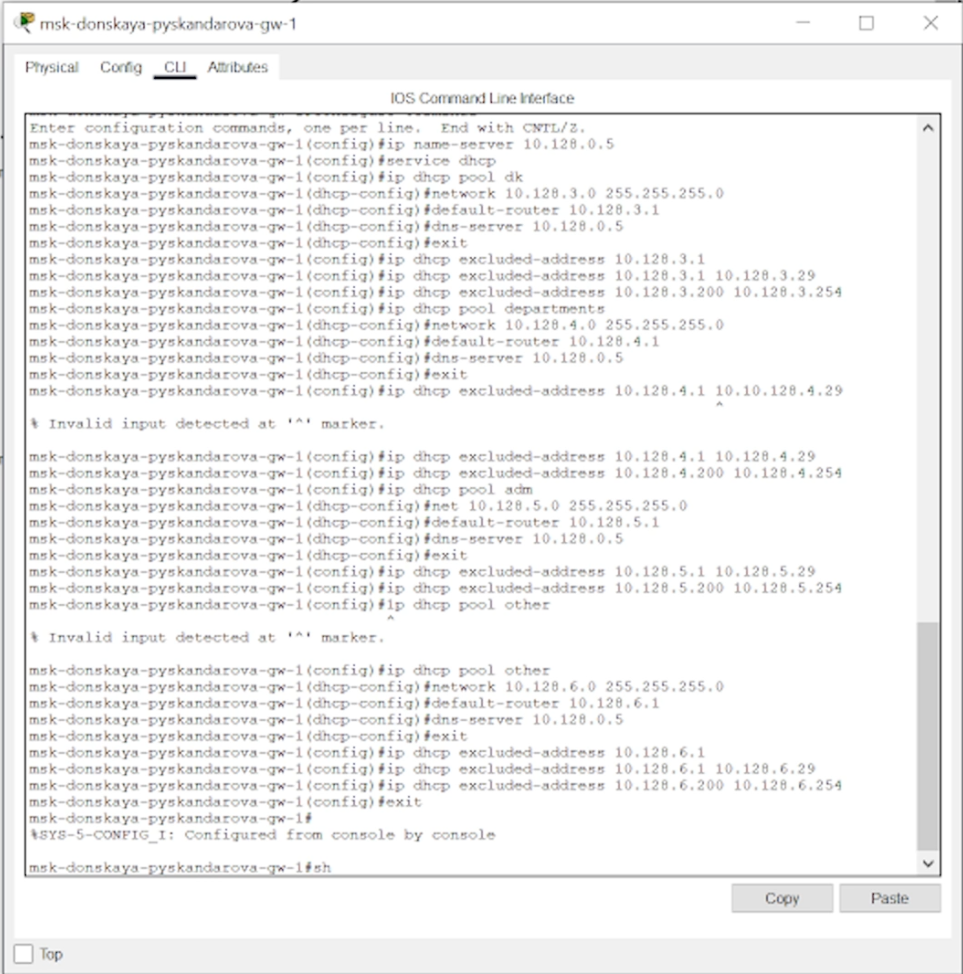 msk-donskaya-pyskandarova-gw-1
Physical Config CLI Attributes
IOS Command Line Interface
Enter configuration commands, one per line. End with CNTL/Z.
msk-donskaya-pyskandarova-gw-1(config)#ip name-server 10.128.0.5
msk-donskaya-pyskandarova-gw-1(config)#service dhcp
msk-donskaya-pyskandarova-gw-1(config)#ip dhcp pool dk
msk-donskaya-pyskandarova-gw-1(dhcp-config)#network 10.128.3.0 255.255.255.0
msk-donskaya-pyskandarova-gw-1(dhcp-config)#default-router 10.128.3.1
msk-donskaya-pyskandarova-gw-1(dhcp-config)#dns-server 10.128.0.5
msk-donskaya-pyskandarova-gw-1(dhcp-config)#exit
msk-donskaya-pyskandarova-gw-1(config)#ip dhcp excluded-address 10.128.3.1
msk-donskaya-pyskandarova-gw-1(config)#ip dhcp excluded-address 10.128.3.1 10.128.3.29
msk-donskaya-pyskandarova-gw-1(config)#ip dhcp excluded-address 10.128.3.200 10.128.3.254
msk-donskaya-pyskandarova-gw-1(config)#ip dhcp pool departments
msk-donskaya-pyskandarova-gw-1(dhcp-config)#network 10.128.4.0 255.255.255.0
msk-donskaya-pyskandarova-gw-1(dhcp-config)#default-router 10.128.4.1
msk-donskaya-pyskandarova-gw-1(dhcp-config)#dns-server 10.128.0.5
msk-donskaya-pyskandarova-gw-1(dhcp-config)#exit
msk-donskaya-pyskandarova-gw-1(config)#ip dhcp excluded-address 10.128.4.1 10.10.128.4.29
^
% Invalid input detected at '^' marker.
msk-donskaya-pyskandarova-gw-1(config)#ip dhcp excluded-address 10.128.4.1 10.128.4.29
msk-donskaya-pyskandarova-gw-1(config)#ip dhcp excluded-address 10.128.4.200 10.128.4.254
msk-donskaya-pyskandarova-gw-1(config)#ip dhcp pool adm
msk-donskaya-pyskandarova-gw-1(dhcp-config)#net 10.128.5.0 255.255.255.0
msk-donskaya-pyskandarova-gw-1(dhcp-config)#default-router 10.128.5.1
msk-donskaya-pyskandarova-gw-1(dhcp-config)#dns-server 10.128.0.5
msk-donskaya-pyskandarova-gw-1(dhcp-config)#exit
msk-donskaya-pyskandarova-gw-1(config)#ip dhcp excluded-address 10.128.5.1 10.128.5.29
msk-donskaya-pyskandarova-gw-1(config)#ip dhcp excluded-address 10.128.5.200 10.128.5.254
msk-donskaya-pyskandarova-gw-1(config)#1p dhcp pool other
^
% Invalid input detected at '^' marker.
msk-donskaya-pyskandarova-gw-1(config)#ip dhcp pool other
msk-donskaya-pyskandarova-gw-1(dhcp-config)#network 10.128.6.0 255.255.255.0
msk-donskaya-pyskandarova-gw-1(dhcp-config)#default-router 10.128.6.1
msk-donskaya-pyskandarova-gw-1(dhcp-config)#dns-server 10.128.0.5
msk-donskaya-pyskandarova-gw-1(dhcp-config)#exit
msk-donskaya-pyskandarova-gw-1(config)#ip dhcp excluded-address 10.128.6.1
msk-donskaya-pyskandarova-gw-1(config)#ip dhcp excluded-address 10.128.6.1 10.128.6.29
msk-donskaya-pyskandarova-gw-1(config)#ip dhcp excluded-address 10.128.6.200 10.128.6.254
msk-donskaya-pyskandarova-gw-1(config)#exit
msk-donskaya-pyskandarova-gw-1#
%SYS-5-CONFIG_I: Configured from console by console
msk-donskaya-pyskandarova-gw-1#sh
Copy Paste
Top